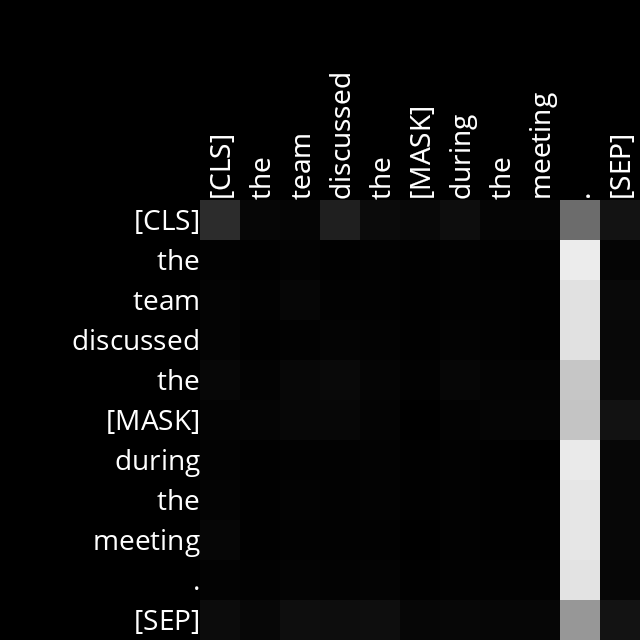 [CLS] the team discussed the [MASK] during the meeting . [SEP]
[CLS]
the
team
discussed
the
[MASK]
during
the
meeting
.
[SEP]